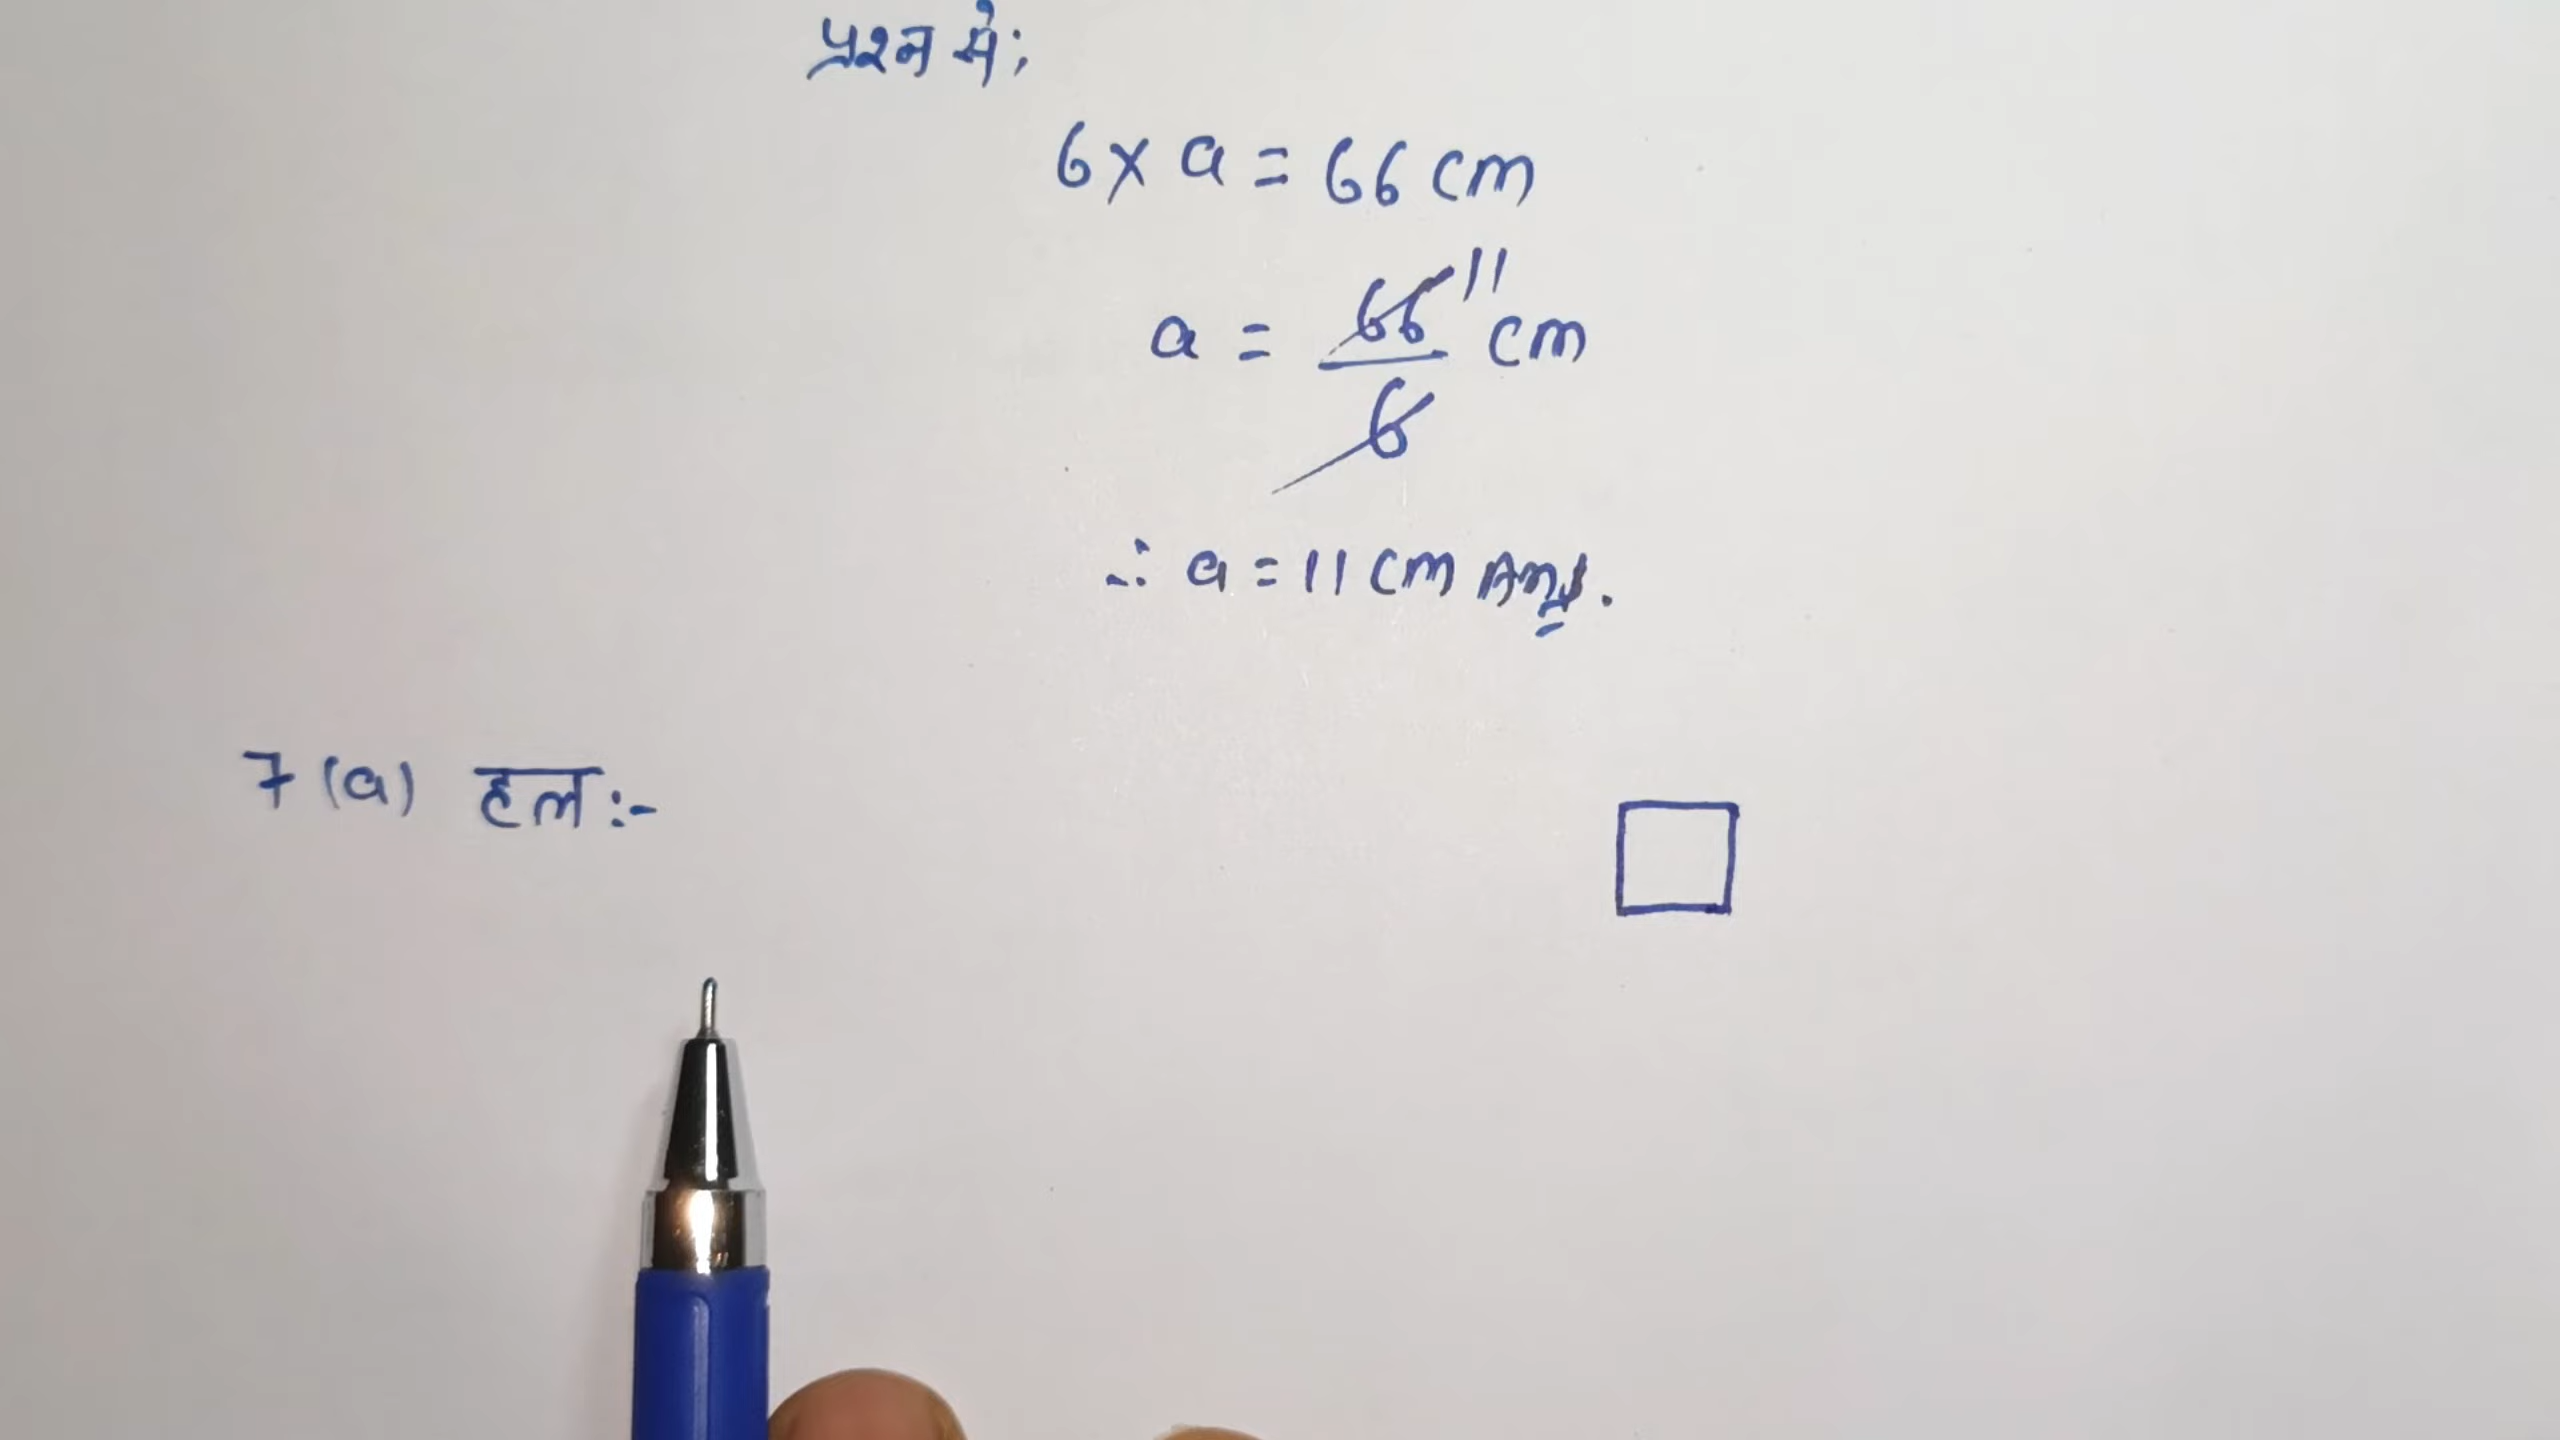 प्रश्न से;
6 × a = 66 cm
a = 66/6 11 cm
∴ a = 11 cm Ans.
7 (a) हल:-